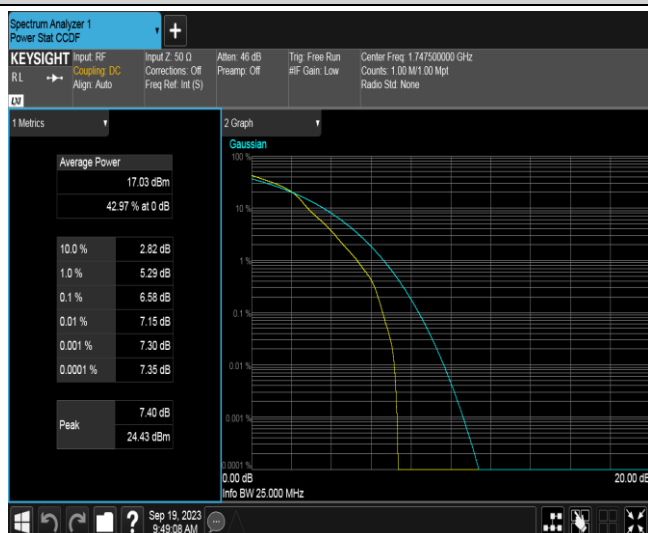 Spectrum Analyzer 1
Power Stat CCDF
+
KEYSIGHT
RL
LXI
Input: RF
Coupling: DC
Align: Auto
Input Z: 50 Ω
Corrections: Off
Freq Ref: Int (S)
Atten: 46 dB
Preamp: Off
Trig: Free Run
#IF Gain: Low
Center Freq: 1.747500000 GHz
Counts: 1.00 M/1.00 Mpt
Radio Std: None
1 Metrics
Average Power
17.03 dBm
42.97 % at 0 dB
10.0 % 2.82 dB
1.0 % 5.29 dB
0.1 % 6.58 dB
0.01 % 7.15 dB
0.001 % 7.30 dB
0.0001 % 7.35 dB
Peak
7.40 dB
24.43 dBm
2 Graph
Gaussian
100 %
10 %
1 %
0.1 %
0.01 %
0.001 %
0.0001 %
0.00 dB 20.00 dB
Info BW 25.000 MHz
?
Sep 19, 2023
9:49:08 AM